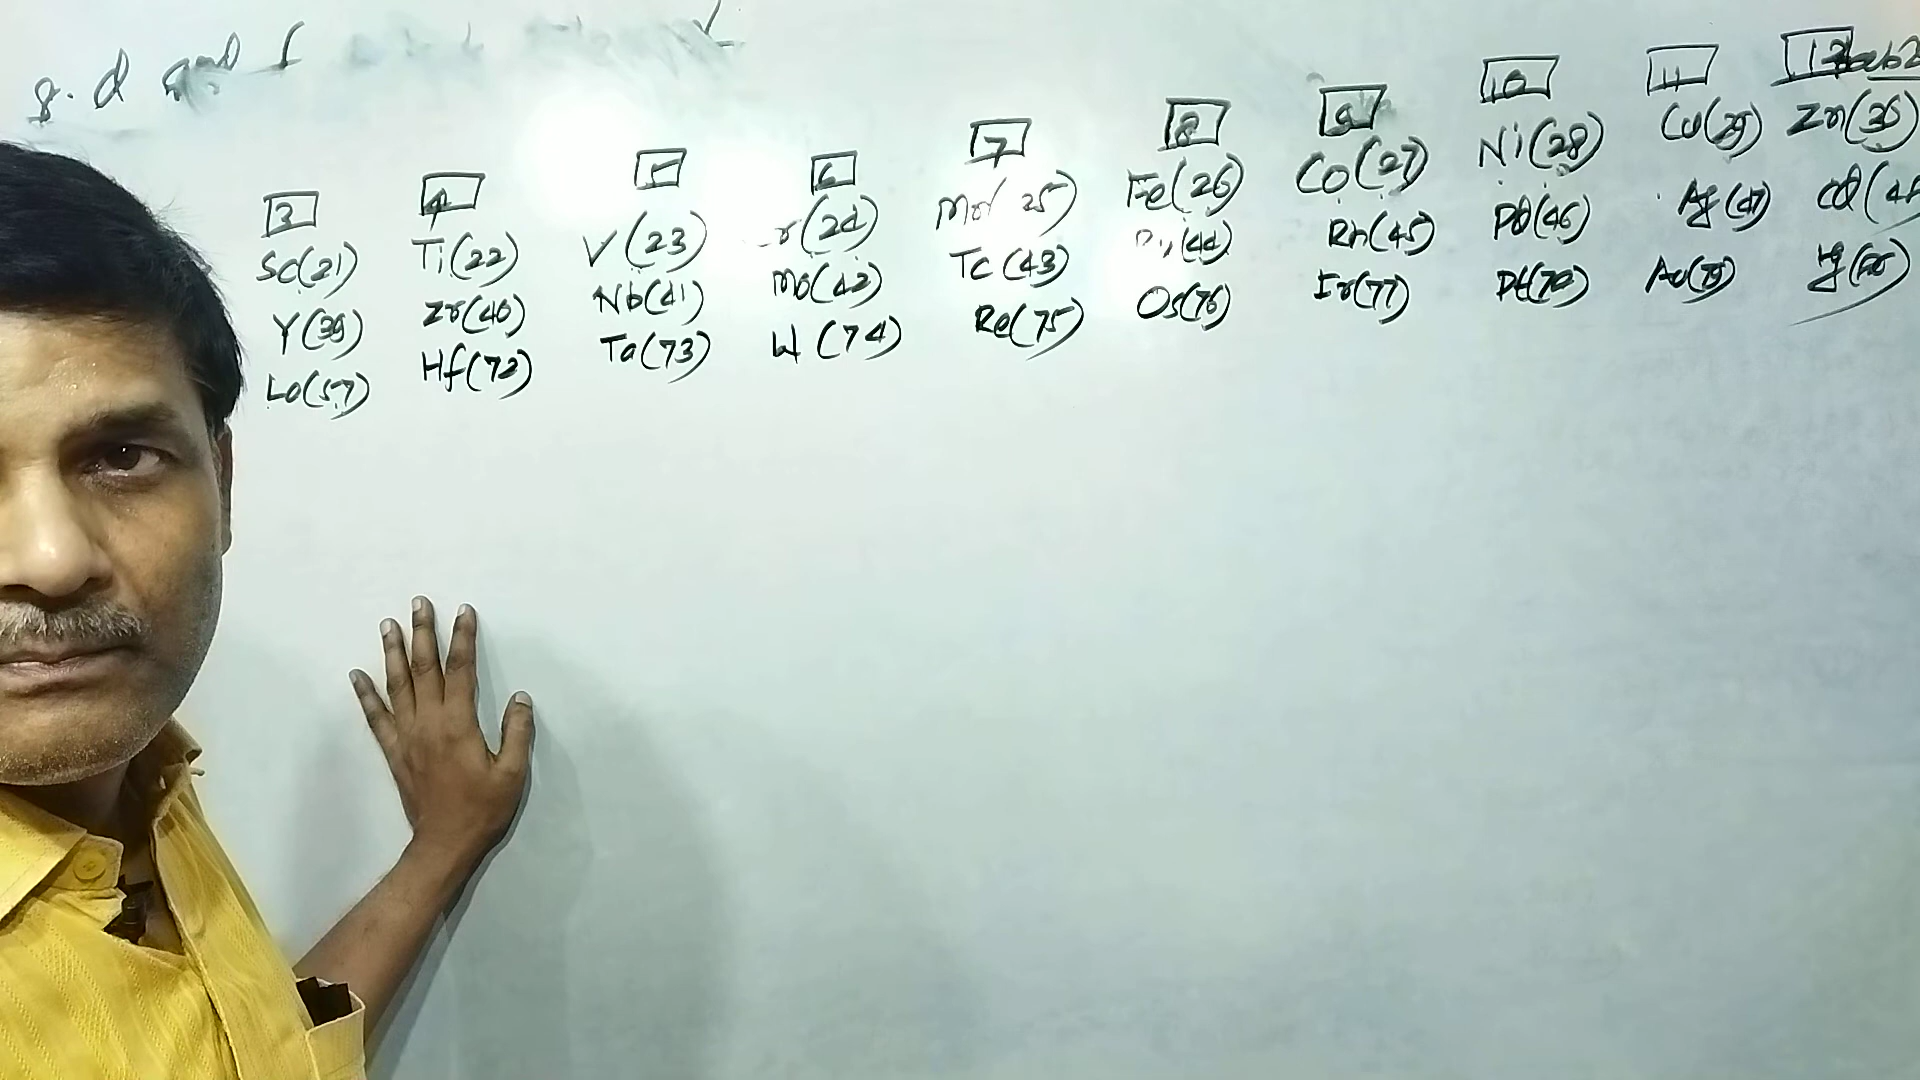 8. d and f
3 4 5 6 7 8 9 10 11 12
Sc(21) Ti(22) V(23) r(24) Mn 25) Fe(26) Co(27) Ni(28) Cu(29) Zn(30)
Y(39) Zr(40) Nb(41) Mo(42) Tc(43) (44) Rh(45) Pd(46) Ag(47) Cd(48
La(57) Hf(72) Ta(73) W(74) Re(75) Os(76) Ir(77) Pt(78) Au(79) Hg